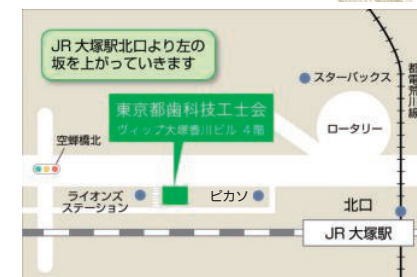 JR 大塚駅北口より左の
坂を上がっていきます
スターバックス
都電荒川線
東京都歯科技工士会
ヴィップ大塚香川ビル 4階
ロータリー
空蝉橋北
ライオンズ
ステーション
ピカソ
北口
JR 大塚駅